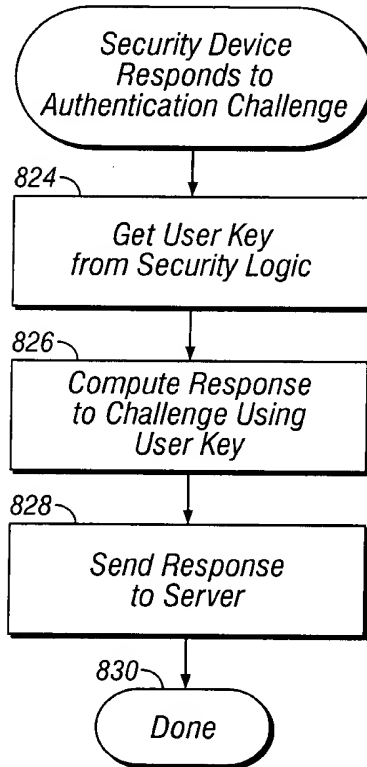 Security Device
Responds to
Authentication Challenge
824
Get User Key
from Security Logic
826
Compute Response
to Challenge Using
User Key
828
Send Response
to Server
830
Done